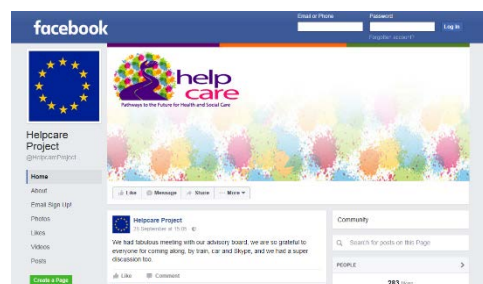 facebook
Email or Phone
Password
Log In
Forgotten account?
help
care
Pathways to the Future for Health and Social Care
Helpcare
Project
@HelpcareProject
Home
About
Email Sign Up!
Photos
Likes
Videos
Posts
Create a Page
Like Message Share More
Helpcare Project
We had fabulous meeting with our advisory board, we are so grateful to
everyone for coming along, by train, car and Skype, and we had a super
discussion too.
Like Comment
Community
Search for posts on this Page
PEOPLE